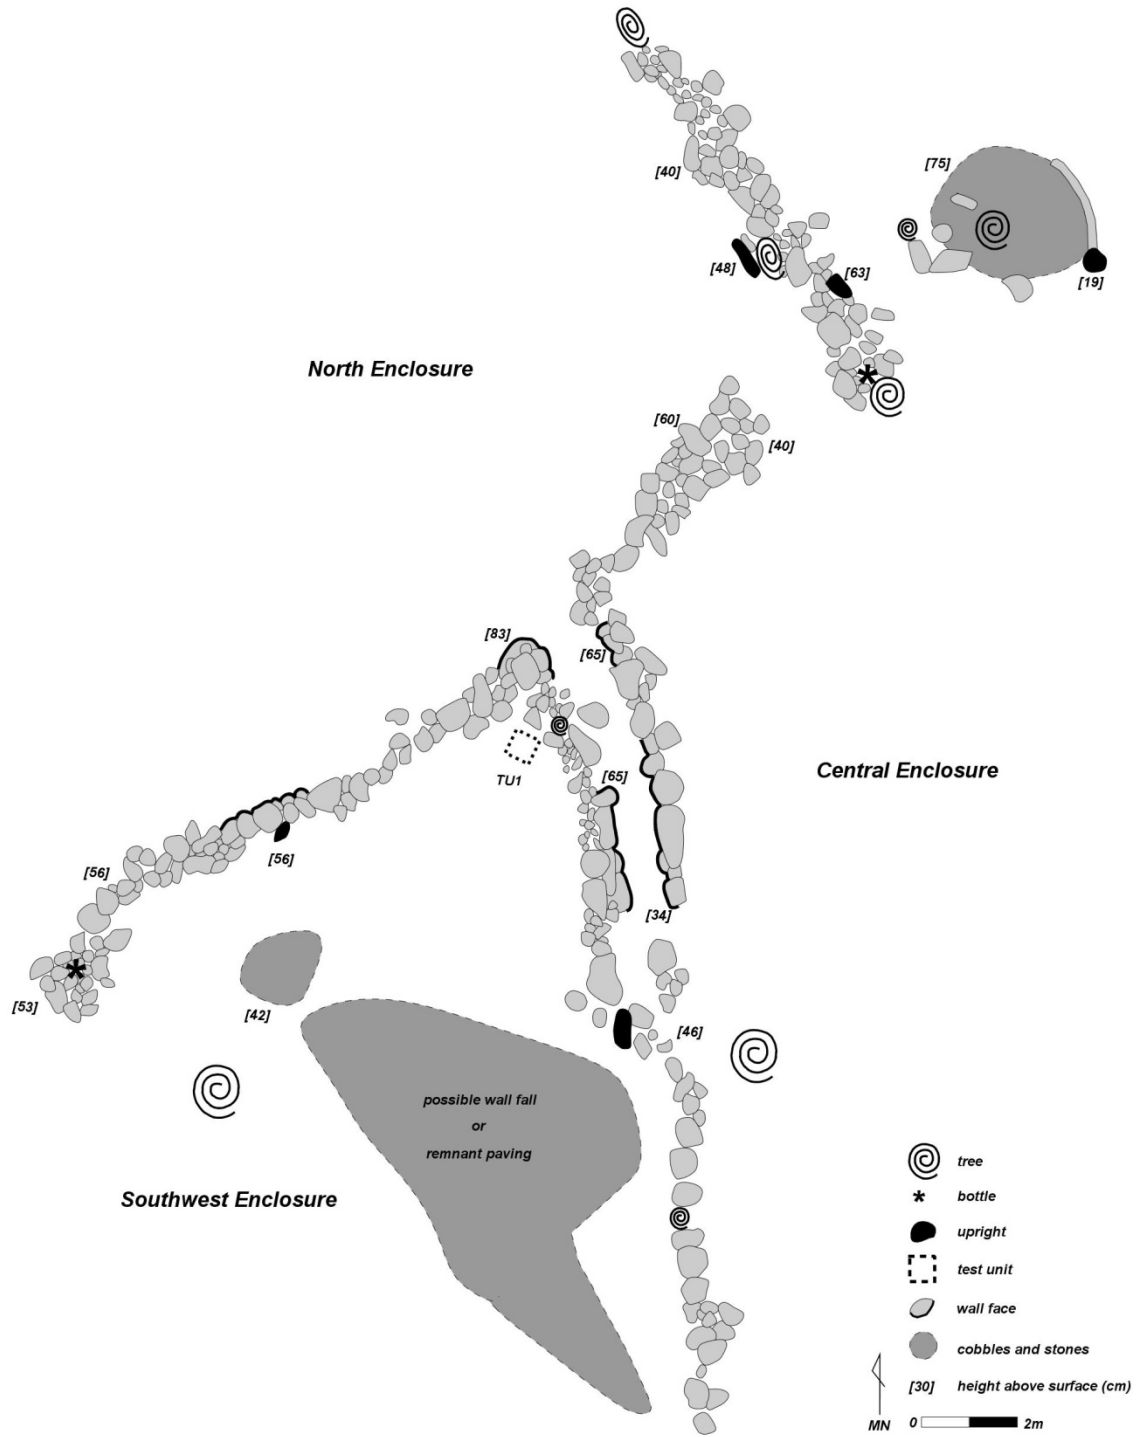 [75]
[40]
[48]
[63]
[19]
North Enclosure
*
[60]
[40]
[83]
[65]
TU1
[65]
Central Enclosure
[56]
[56]
[34]
*
[53]
[42]
[46]
possible wall fall
or
remnant paving
Southwest Enclosure
tree
* bottle
upright
test unit
wall face
cobbles and stones
[30] height above surface (cm)
MN
0 2m